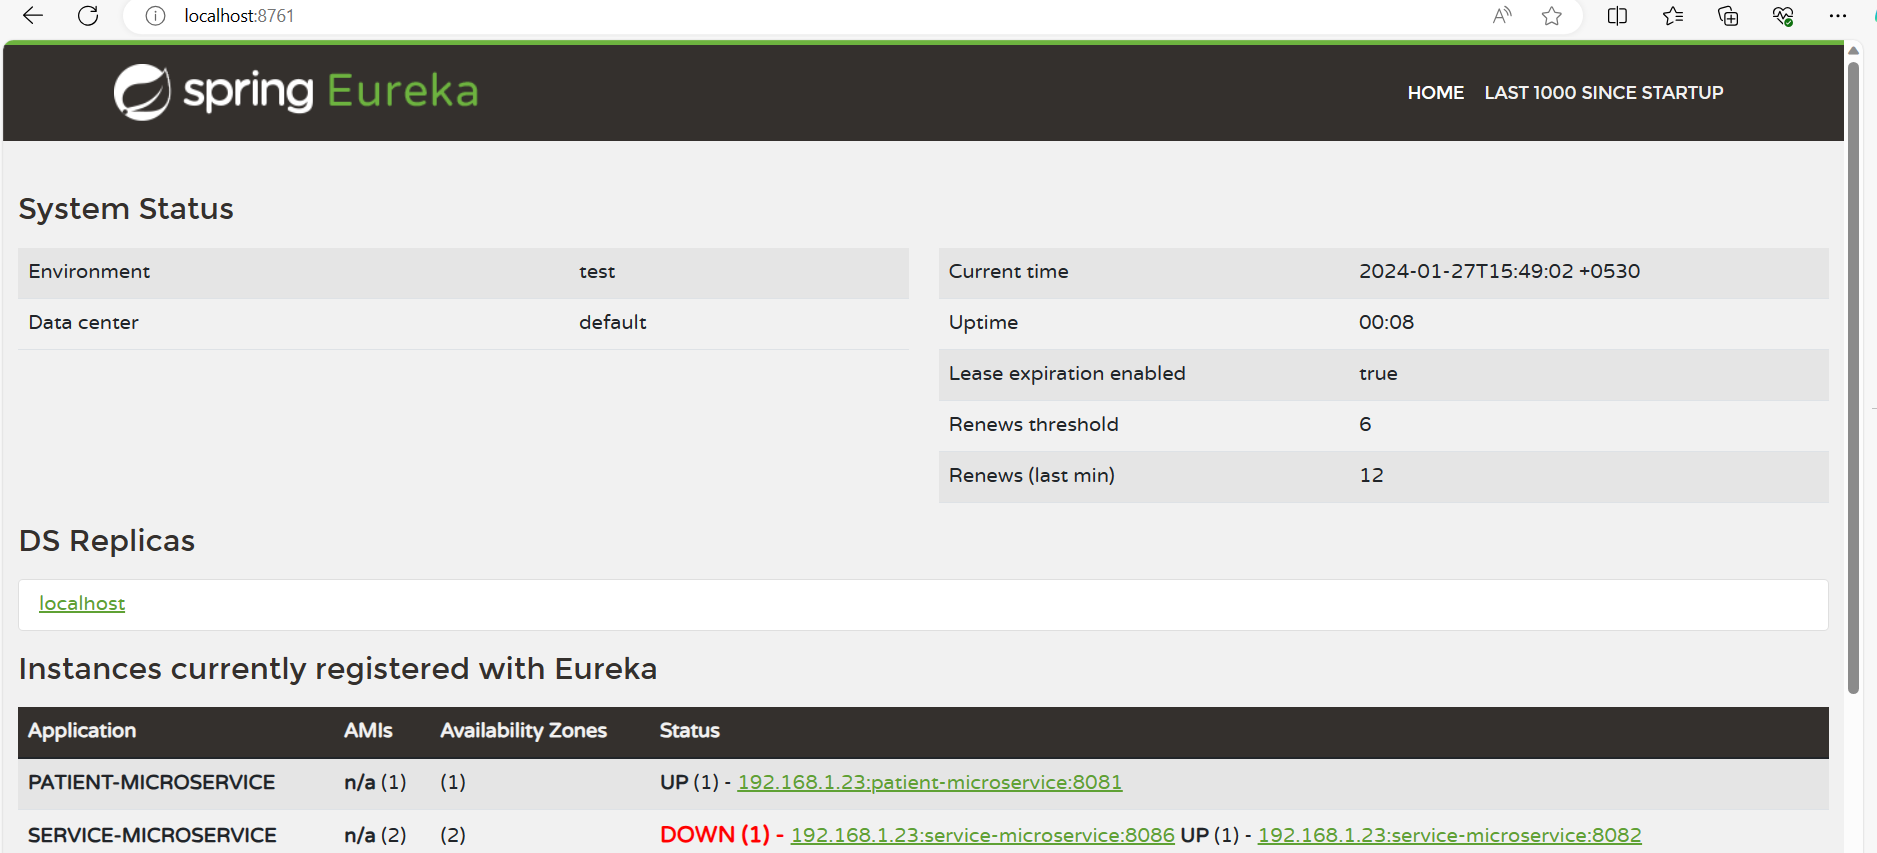 localhost:8761
spring Eureka
HOME LAST 1000 SINCE STARTUP
System Status
Environment test
Data center default
Current time 2024-01-27T15:49:02 +0530
Uptime 00:08
Lease expiration enabled true
Renews threshold 6
Renews (last min) 12
DS Replicas
localhost
Instances currently registered with Eureka
Application AMIs Availability Zones Status
PATIENT-MICROSERVICE n/a (1) (1) UP (1) - 192.168.1.23:patient-microservice:8081
SERVICE-MICROSERVICE n/a (2) (2) DOWN (1) - 192.168.1.23:service-microservice:8086 UP (1) - 192.168.1.23:service-microservice:8082